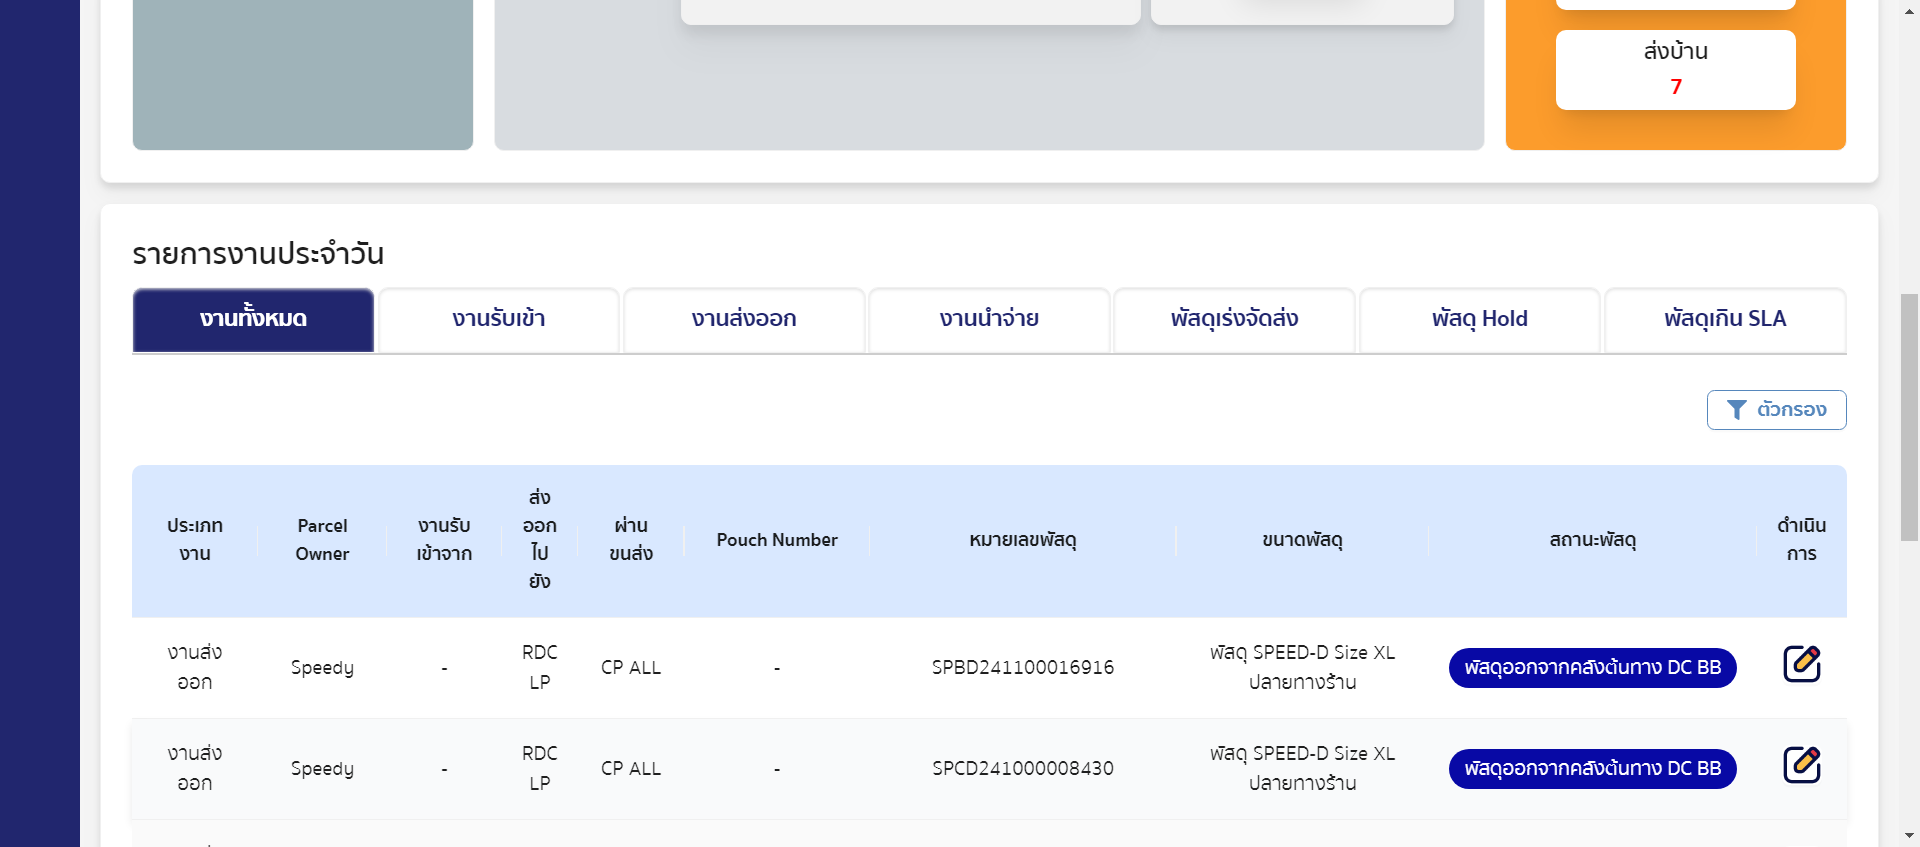 ส่งบ้าน
7
รายการงานประจำวัน
งานทั้งหมด งานรับเข้า งานส่งออก งานนำจ่าย พัสดุเร่งจัดส่ง พัสดุ Hold พัสดุเกิน SLA
ตัวกรอง
ประเภท
งาน
Parcel
Owner
งานรับ
เข้าจาก
ส่ง
ออก
ไป
ยัง
ผ่าน
ขนส่ง
Pouch Number
หมายเลขพัสดุ
ขนาดพัสดุ
สถานะพัสดุ
ดำเนิน
การ
งานส่ง
ออก
Speedy
-
RDC
LP
CP ALL
-
SPBD241100016916
พัสดุ SPEED-D Size XL
ปลายทางร้าน
พัสดุออกจากคลังต้นทาง DC BB
งานส่ง
ออก
Speedy
-
RDC
LP
CP ALL
-
SPCD241000008430
พัสดุ SPEED-D Size XL
ปลายทางร้าน
พัสดุออกจากคลังต้นทาง DC BB